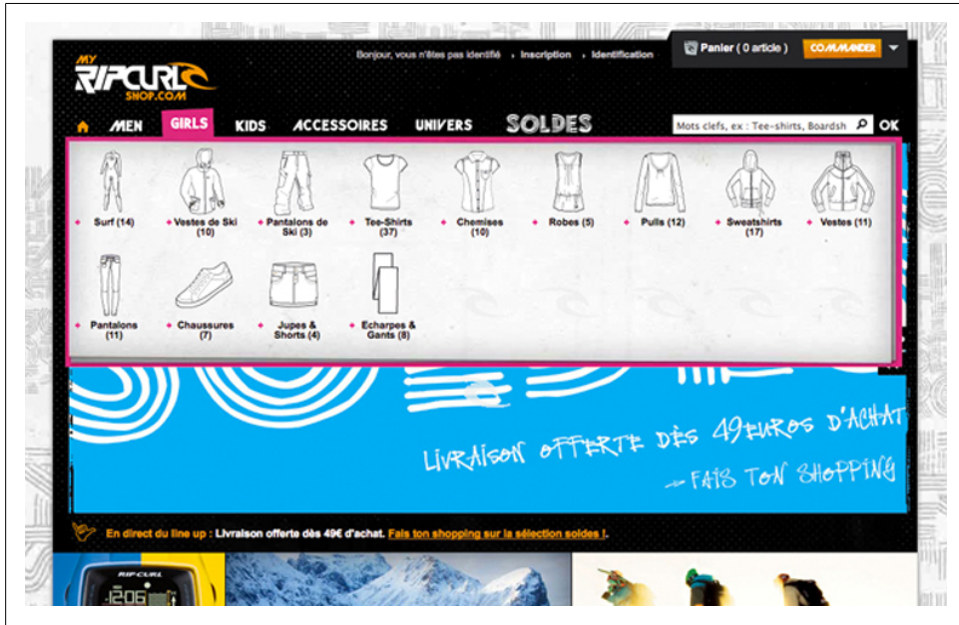 Bonjour, vous n'êtes pas identifié › Inscription › Identification
Panier ( 0 article )
COMMANDER
MY
RIPCURL
SHOP.COM
MEN GIRLS KIDS ACCESSOIRES UNIVERS SOLDES
Mots clefs, ex : Tee-shirts, Boardsh
OK
Surf (14)
Vestes de Ski
(10)
Pantalons de
Ski (3)
Tee-Shirts
(37)
Chemises
(10)
Robes (5)
Pulls (12)
Sweatshirts
(17)
Vestes (11)
Pantalons
(11)
Chaussures
(7)
Jupes &
Shorts (4)
Echarpes &
Gants (8)
LIVRAISON OFFERTE DÈS 49EUROS D'ACHAT
FAIS TON SHOPPING
En direct du line up : Livraison offerte dès 49€ d'achat. Fais ton shopping sur la sélection soldes !.
RIP CURL
12:06